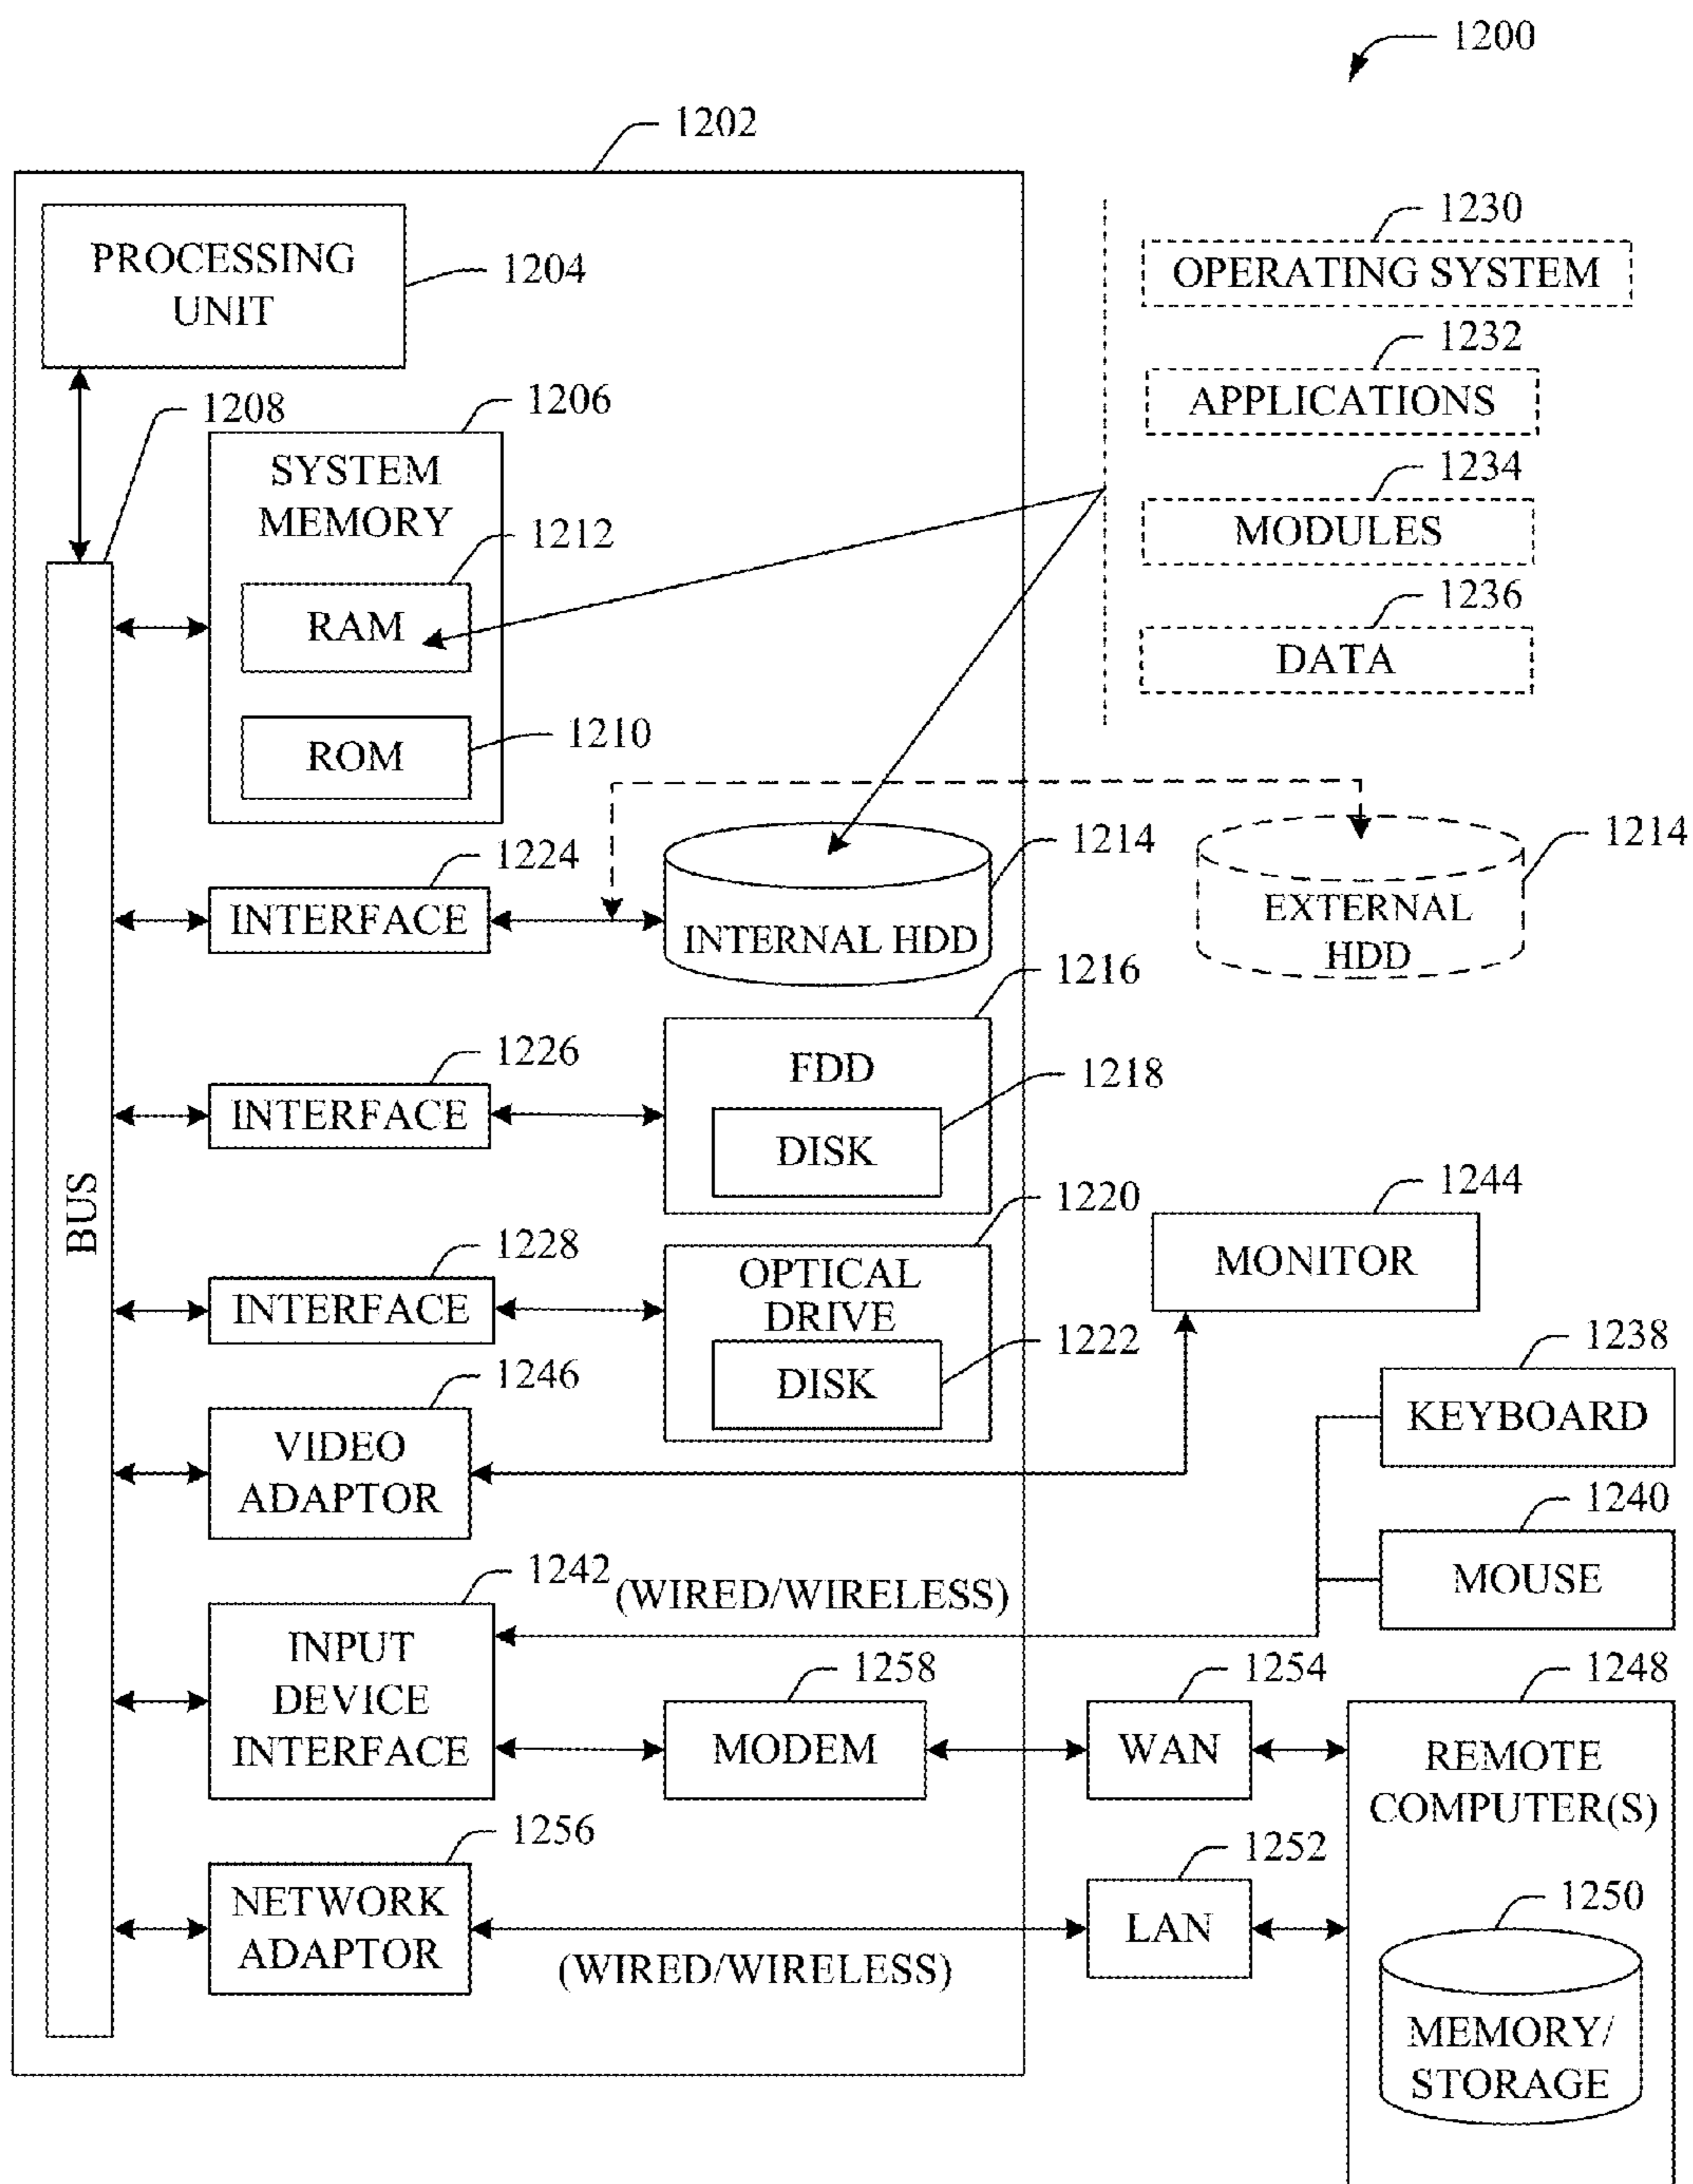 1200
1202
PROCESSING
UNIT
1204
1230
OPERATING SYSTEM
1232
APPLICATIONS
1234
MODULES
1236
DATA
1208
1206
SYSTEM
MEMORY
1212
RAM
1210
ROM
BUS
1224
INTERFACE
1214
INTERNAL HDD
1214
EXTERNAL
HDD
1216
1226
INTERFACE
FDD
1218
DISK
1220
1228
INTERFACE
OPTICAL
DRIVE
1222
DISK
1244
MONITOR
1246
VIDEO
ADAPTOR
1238
KEYBOARD
1240
MOUSE
1242
(WIRED/WIRELESS)
INPUT
DEVICE
INTERFACE
1258
MODEM
1254
WAN
1248
REMOTE
COMPUTER(S)
1256
NETWORK
ADAPTOR
(WIRED/WIRELESS)
1252
LAN
1250
MEMORY/
STORAGE